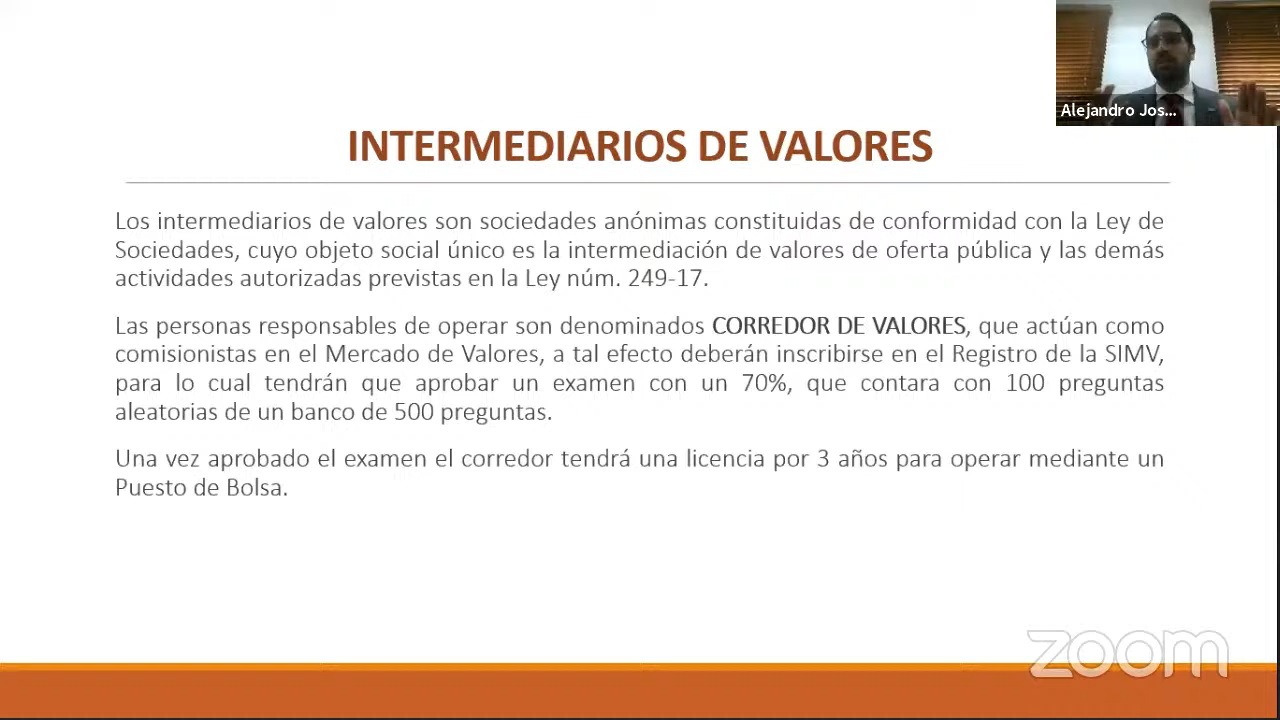 Alejandro Jos...
INTERMEDIARIOS DE VALORES
Los intermediarios de valores son sociedades anónimas constituidas de conformidad con la Ley de
Sociedades, cuyo objeto social único es la intermediación de valores de oferta pública y las demás
actividades autorizadas previstas en la Ley núm. 249-17.
Las personas responsables de operar son denominados CORREDOR DE VALORES, que actúan como
comisionistas en el Mercado de Valores, a tal efecto deberán inscribirse en el Registro de la SIMV,
para lo cual tendrán que aprobar un examen con un 70%, que contara con 100 preguntas
aleatorias de un banco de 500 preguntas.
Una vez aprobado el examen el corredor tendrá una licencia por 3 años para operar mediante un
Puesto de Bolsa.
zoom